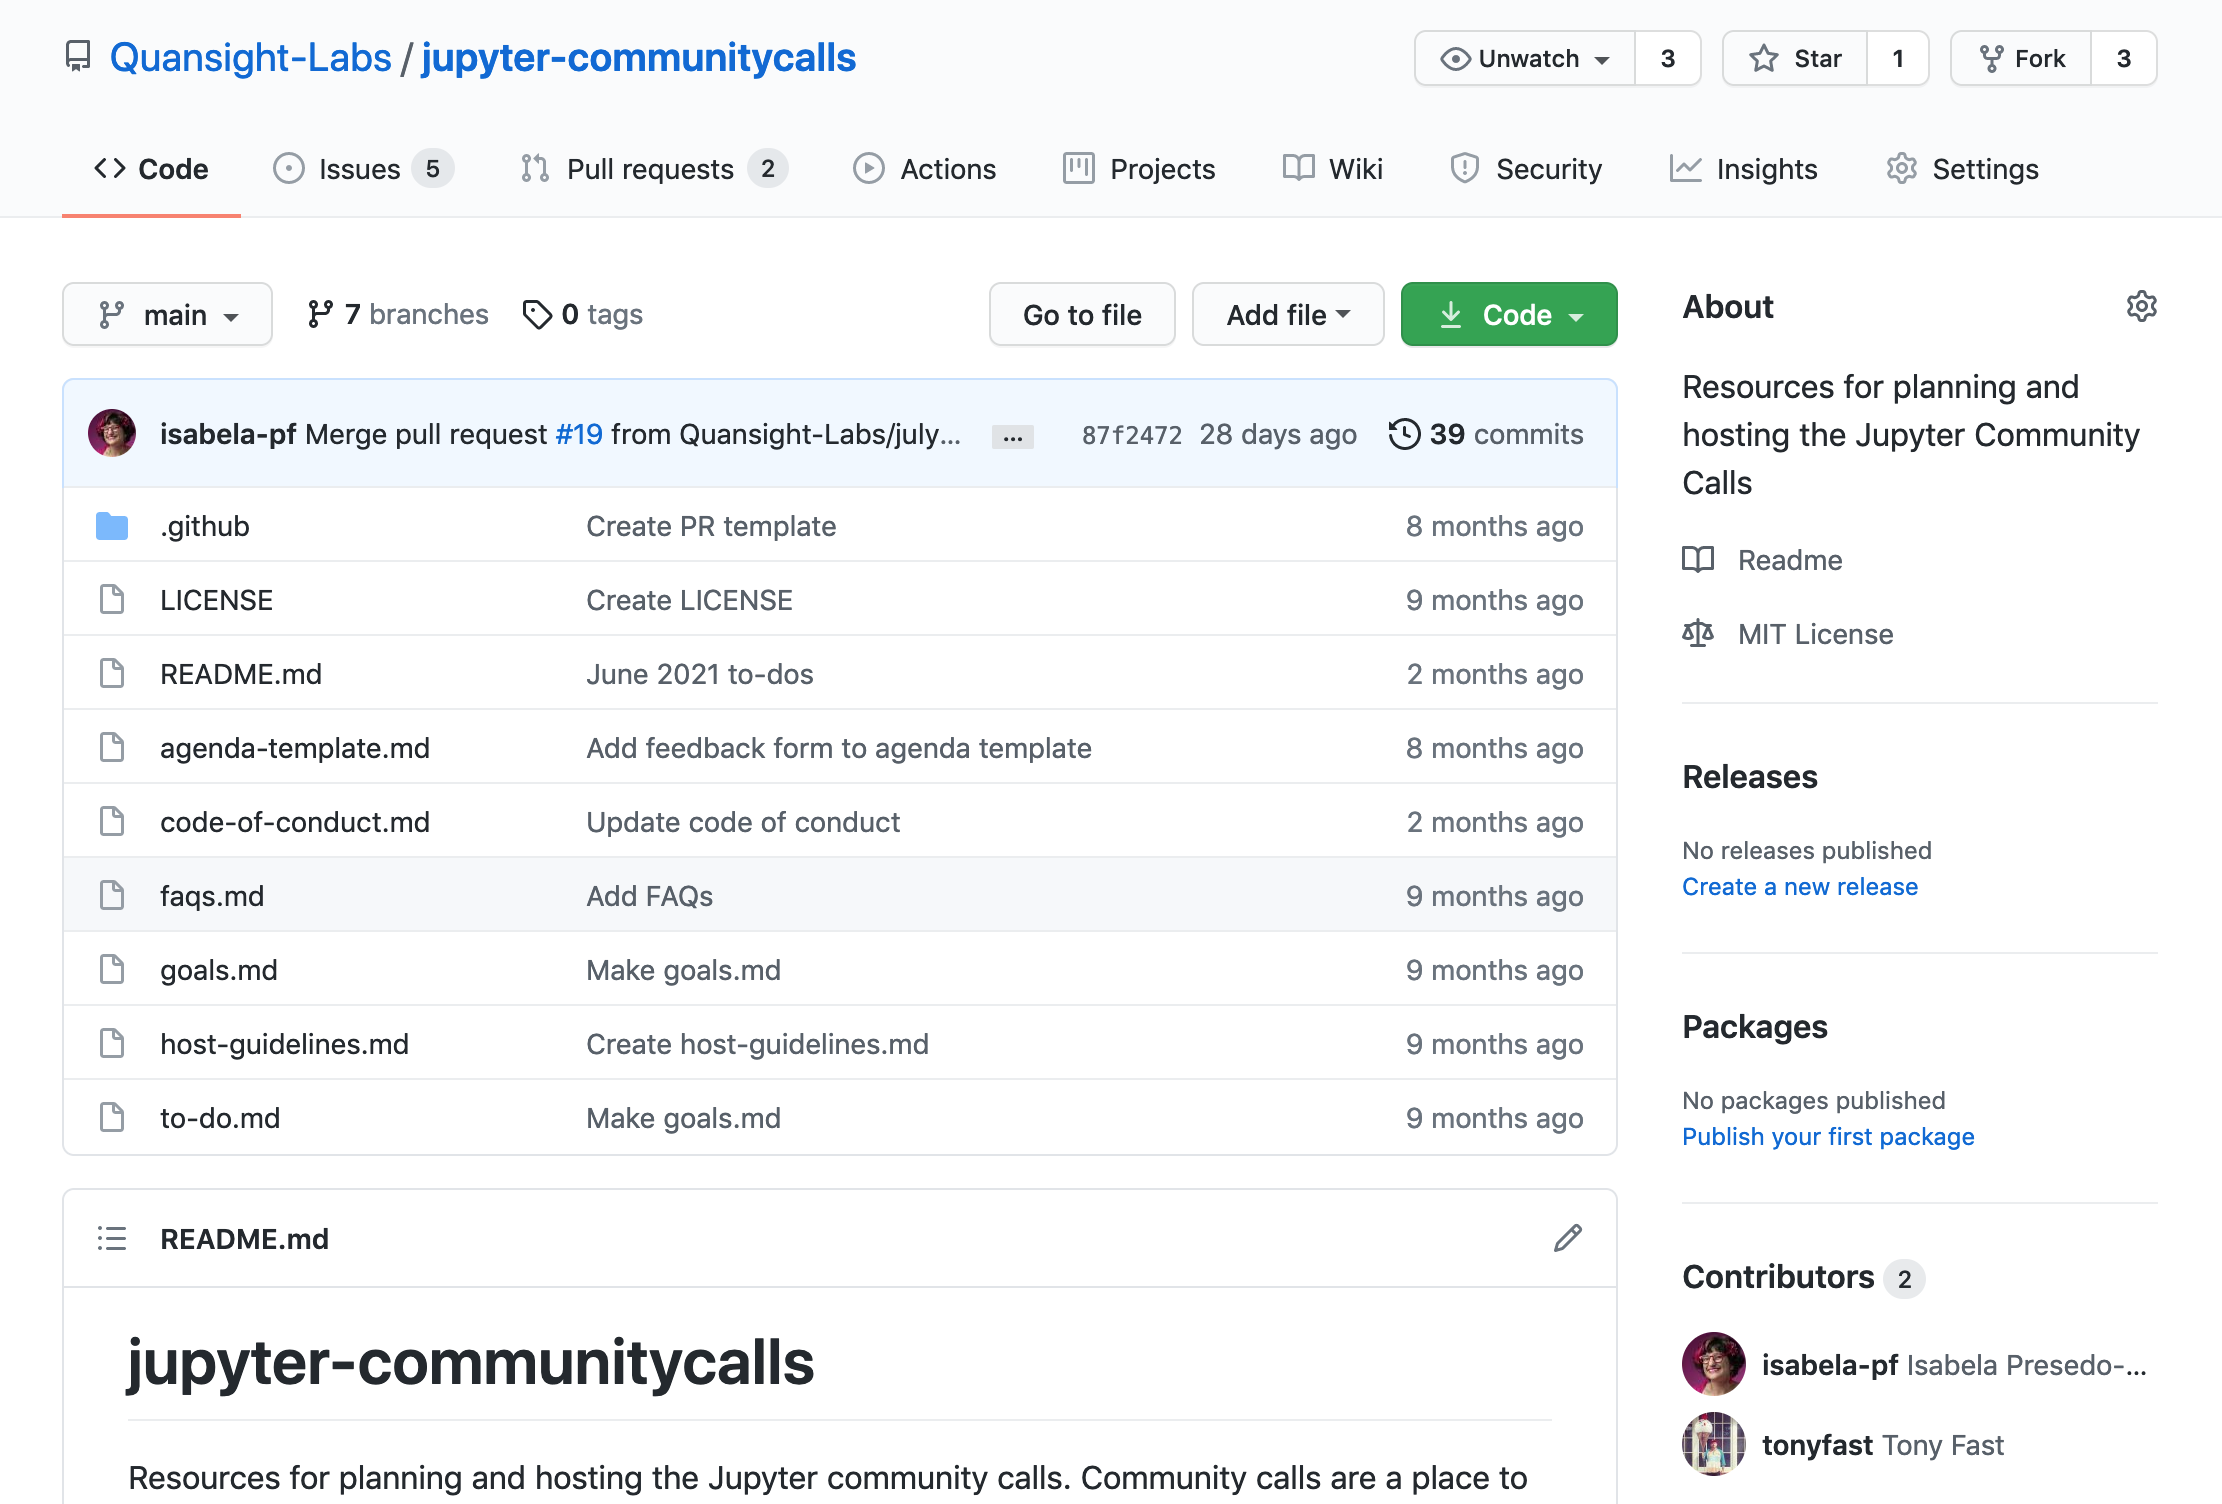 Quansight-Labs / jupyter-communitycalls
Unwatch 3 Star 1 Fork 3
Code Issues 5 Pull requests 2 Actions Projects Wiki Security Insights Settings
main 7 branches 0 tags Go to file Add file Code
isabela-pf Merge pull request #19 from Quansight-Labs/july... ... 87f2472 28 days ago 39 commits
.github Create PR template 8 months ago
LICENSE Create LICENSE 9 months ago
README.md June 2021 to-dos 2 months ago
agenda-template.md Add feedback form to agenda template 8 months ago
code-of-conduct.md Update code of conduct 2 months ago
faqs.md Add FAQs 9 months ago
goals.md Make goals.md 9 months ago
host-guidelines.md Create host-guidelines.md 9 months ago
to-do.md Make goals.md 9 months ago
README.md
jupyter-communitycalls
Resources for planning and hosting the Jupyter community calls. Community calls are a place to
About
Resources for planning and
hosting the Jupyter Community
Calls
Readme
MIT License
Releases
No releases published
Create a new release
Packages
No packages published
Publish your first package
Contributors 2
isabela-pf Isabela Presedo-...
tonyfast Tony Fast